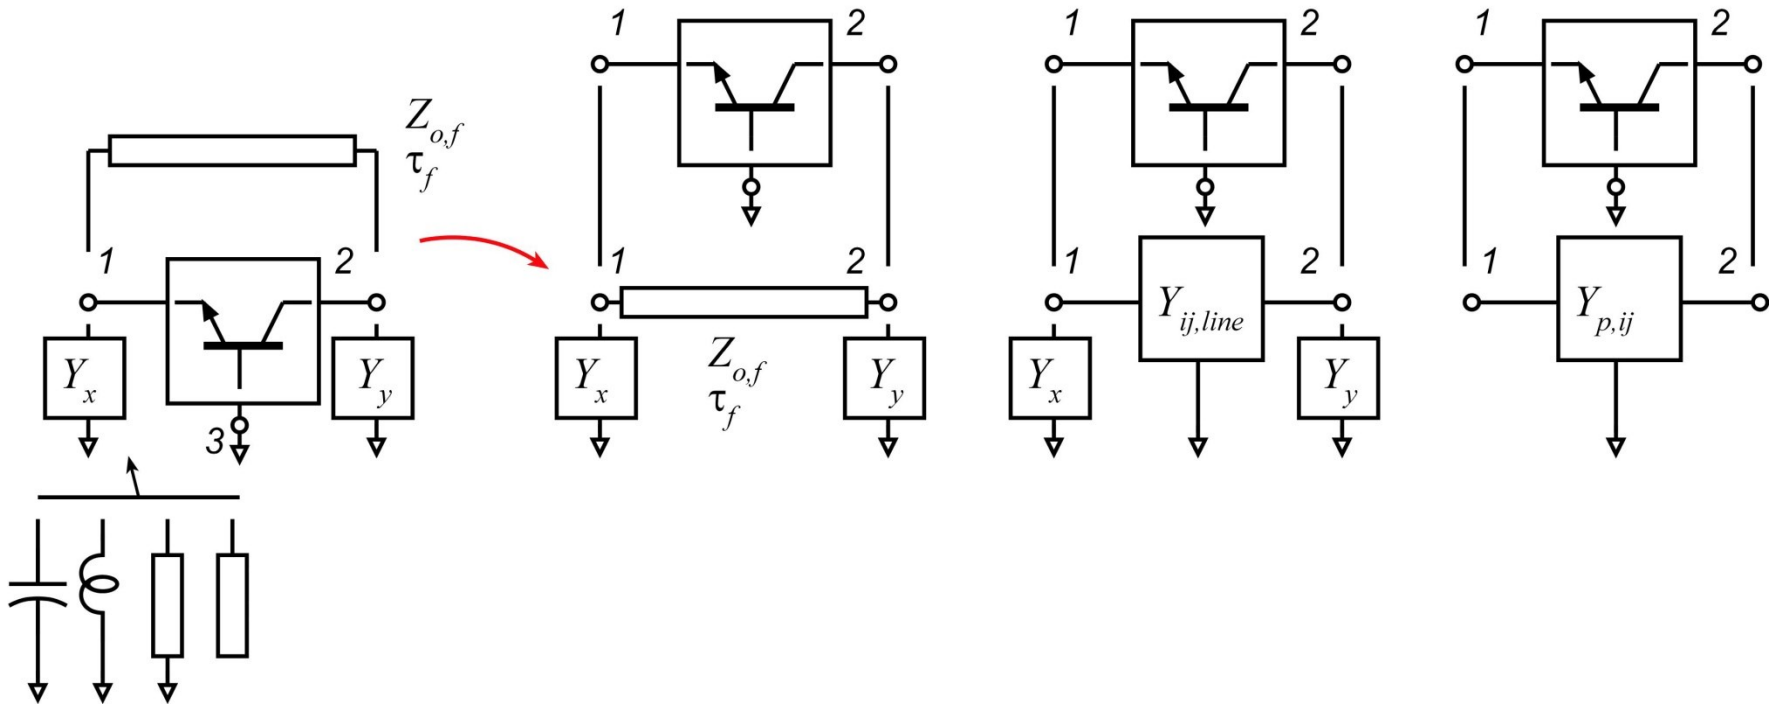 1 2 1 2 1 2
Z_{o,f}
τ_f
1 2 1 2 1 2 1 2
Y_{ij,line} Y_{p,ij}
Y_x Y_y Y_x Z_{o,f} Y_y Y_x Y_y
τ_f
3